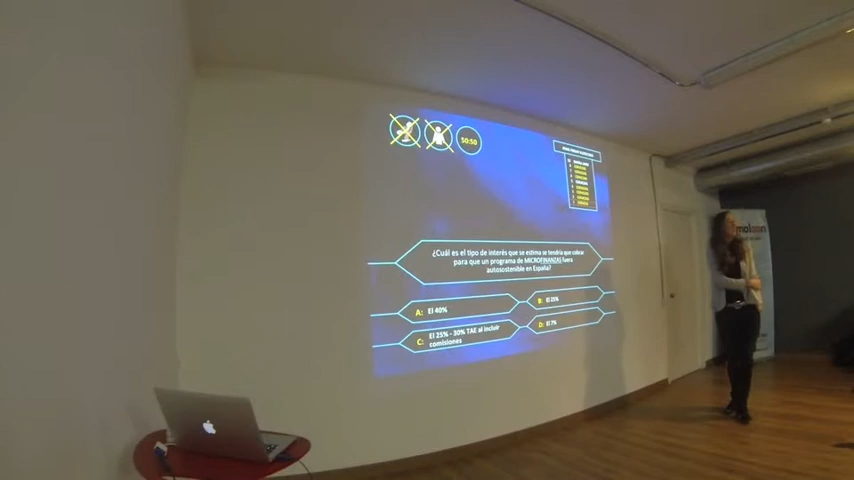 50:50
¿Cuál es el tipo de interés que se estima se tendría que cobrar
para que un programa de MICROFINANZAS fuera
autosostenible en España?
A: El 40%
B: El 35%
C: El 25% - 30% TAE al incluir
comisiones
D: El 7%